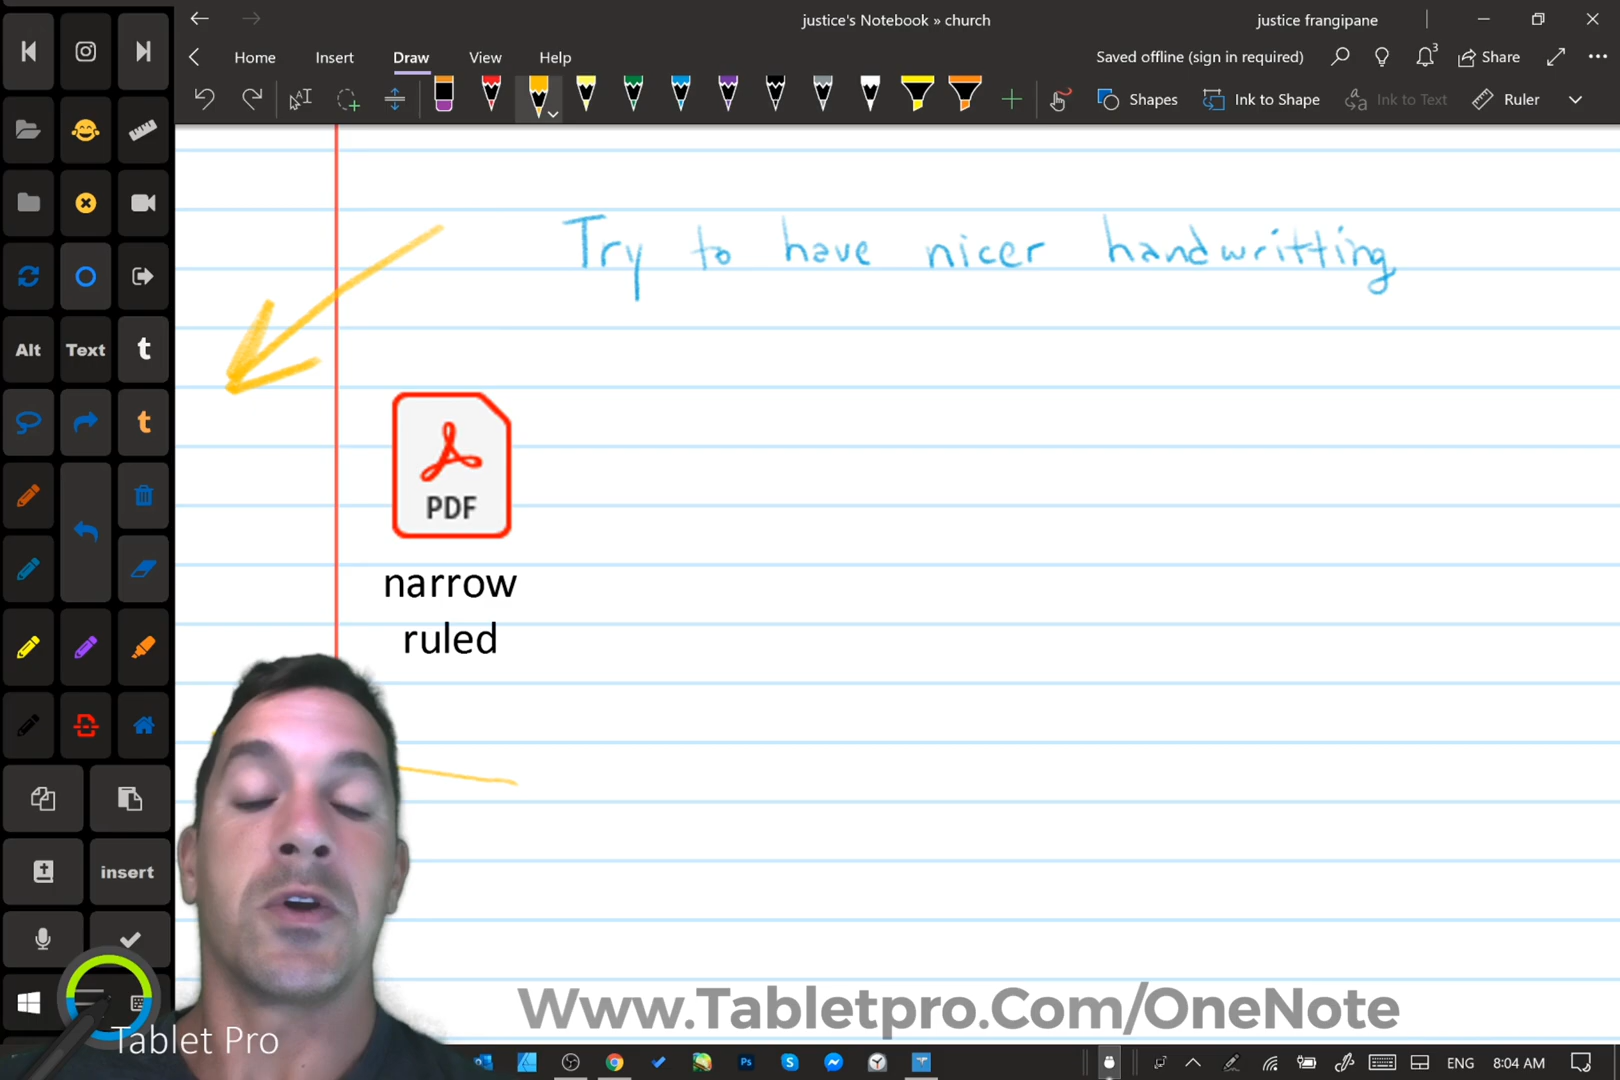 justice's Notebook » church
justice frangipane
Home Insert Draw View Help
Saved offline (sign in required)
3
Share
Shapes
Ink to Shape
Ink to Text
Ruler
Try to have nicer handwritting
Alt Text t
t
PDF
narrow
ruled
insert
Www.Tabletpro.Com/OneNote
Tablet Pro
ENG 8:04 AM